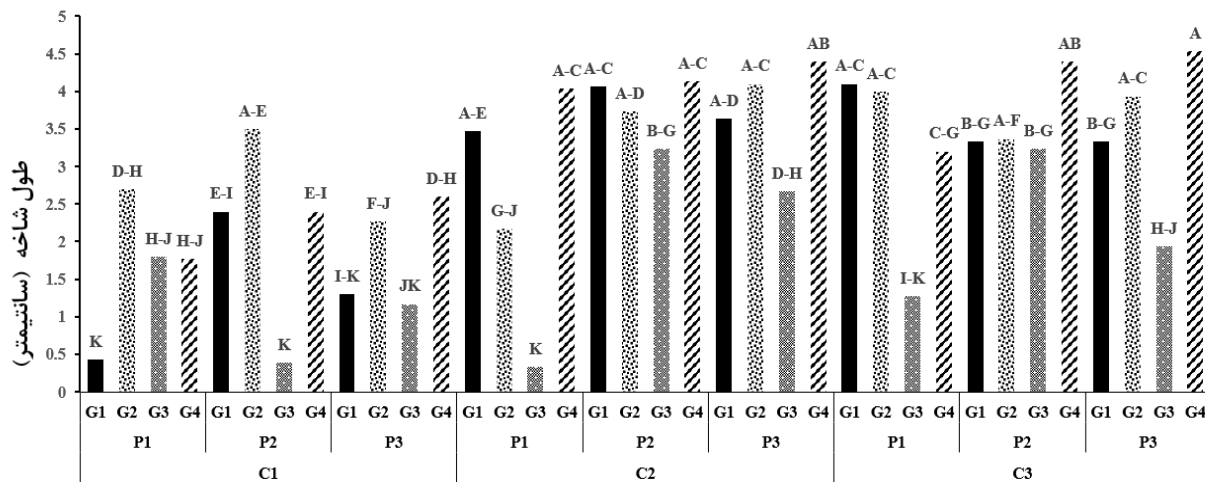 طول شاخه (سانتیمتر)
5
4.5
4
3.5
3
2.5
2
1.5
1
0.5
0
K
D-H
H-J
H-J
E-I
A-E
K
E-I
I-K
F-J
JK
D-H
A-E
G-J
K
A-C
A-C
A-D
B-G
A-C
A-D
A-C
D-H
AB
A-C
A-C
I-K
C-G
B-G
A-F
B-G
AB
B-G
A-C
H-J
A
G1 G2 G3 G4 G1 G2 G3 G4 G1 G2 G3 G4 G1 G2 G3 G4 G1 G2 G3 G4 G1 G2 G3 G4 G1 G2 G3 G4 G1 G2 G3 G4 G1 G2 G3 G4
P1 P2 P3 P1 P2 P3 P1 P2 P3
C1 C2 C3